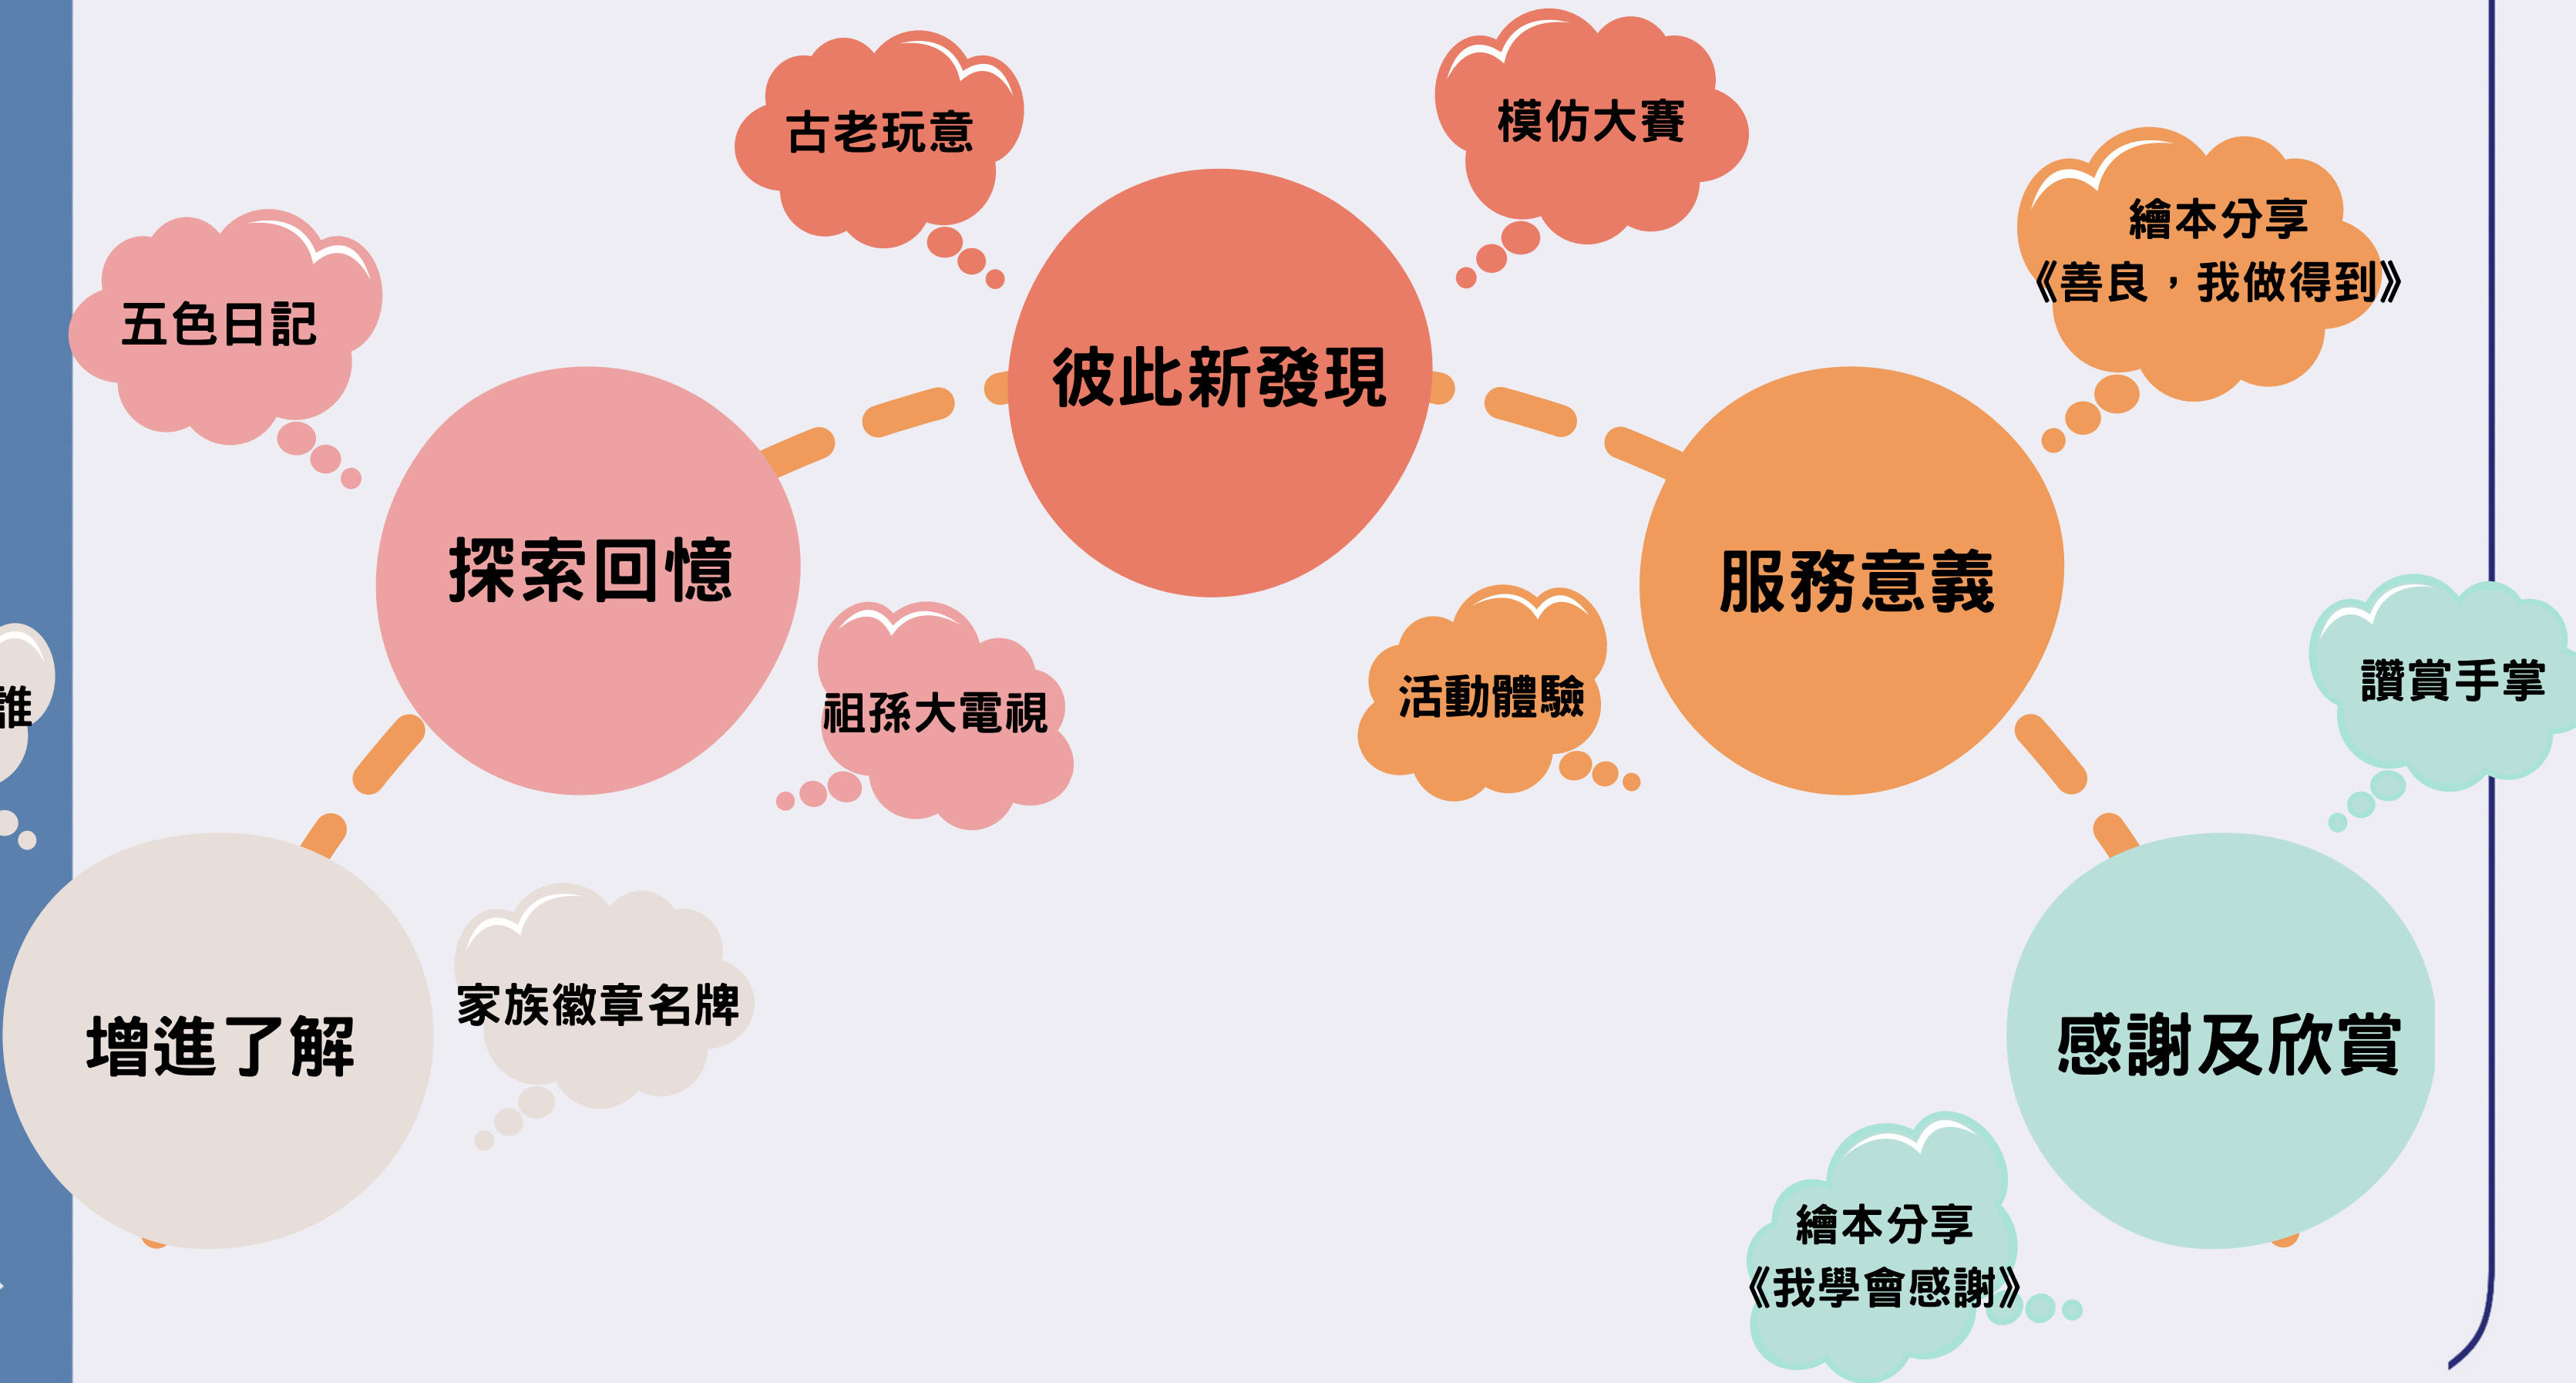 誰
增進了解
家族徽章名牌
五色日記
探索回憶
祖孫大電視
古老玩意
彼此新發現
模仿大賽
繪本分享
《善良，我做得到》
服務意義
活動體驗
讚賞手掌
感謝及欣賞
繪本分享
《我學會感謝》